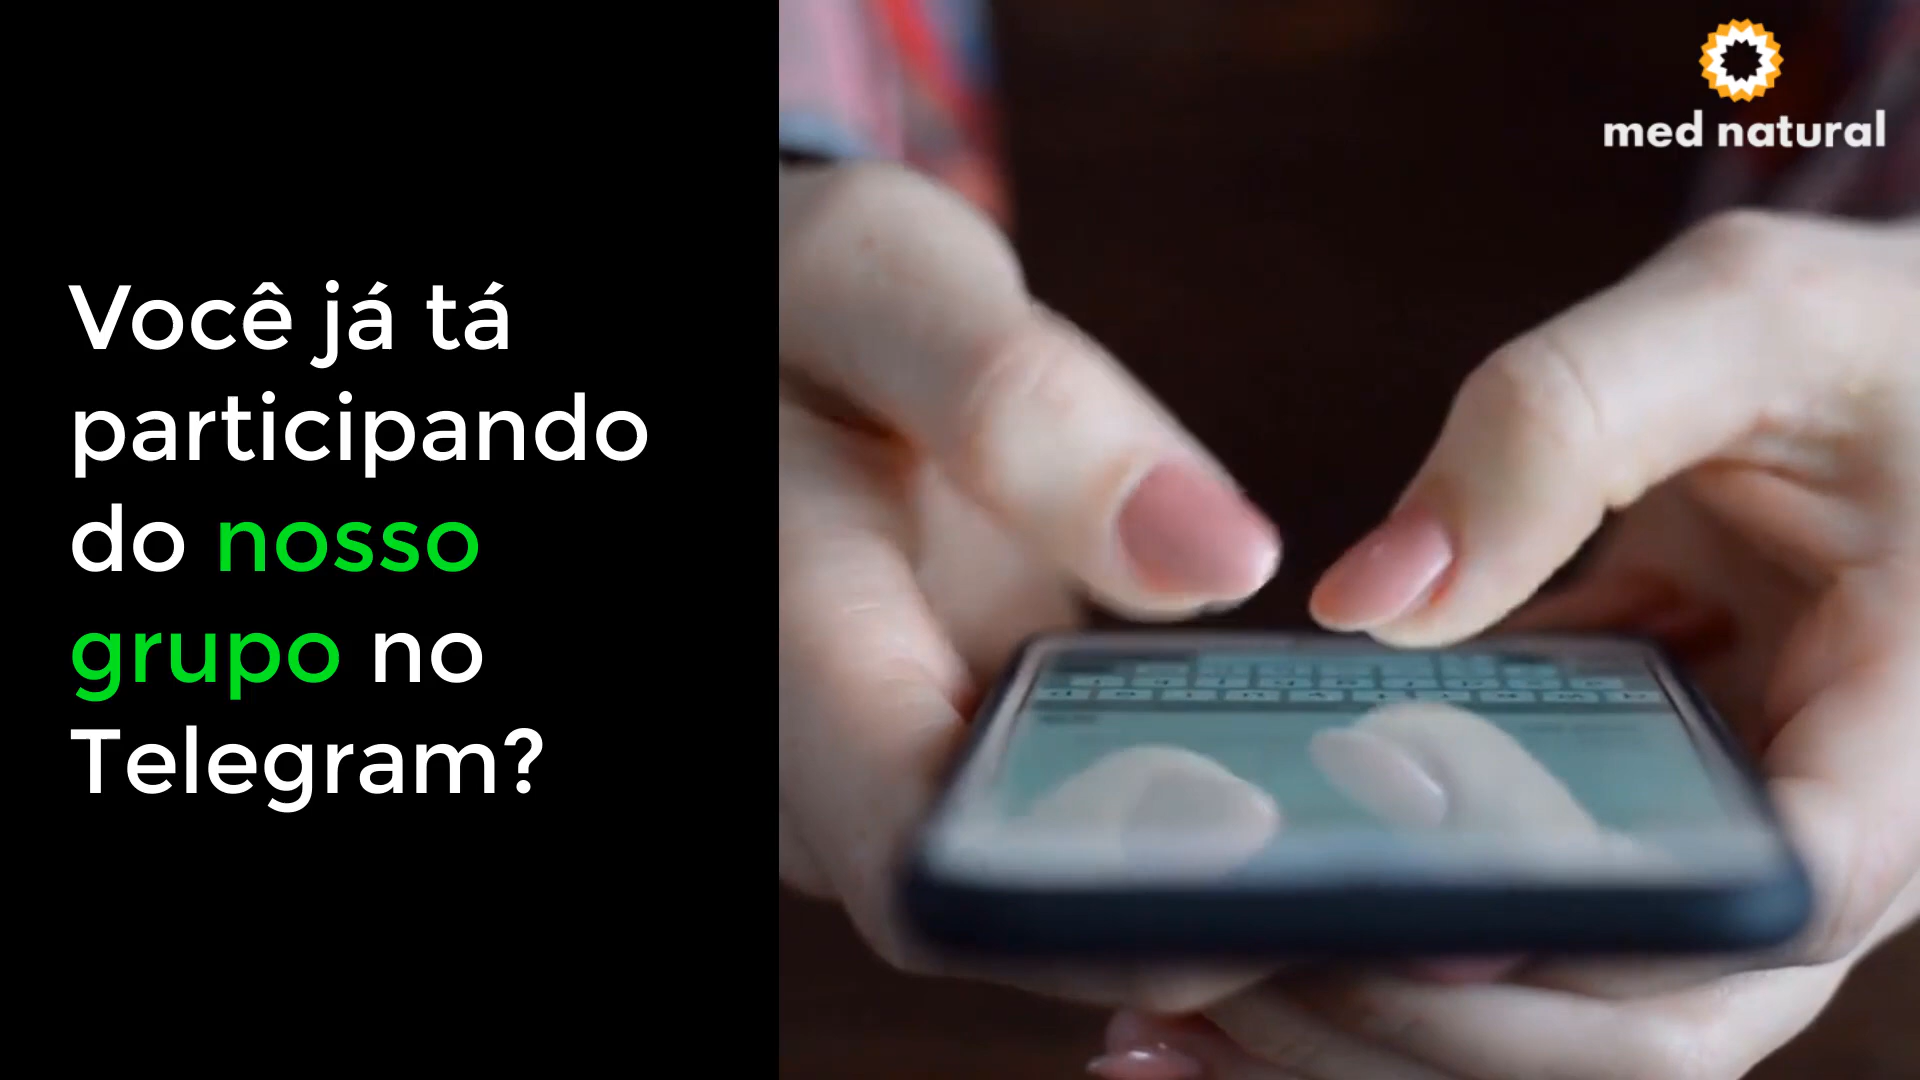 Você já tá
participando
do nosso
grupo no
Telegram?
med natural